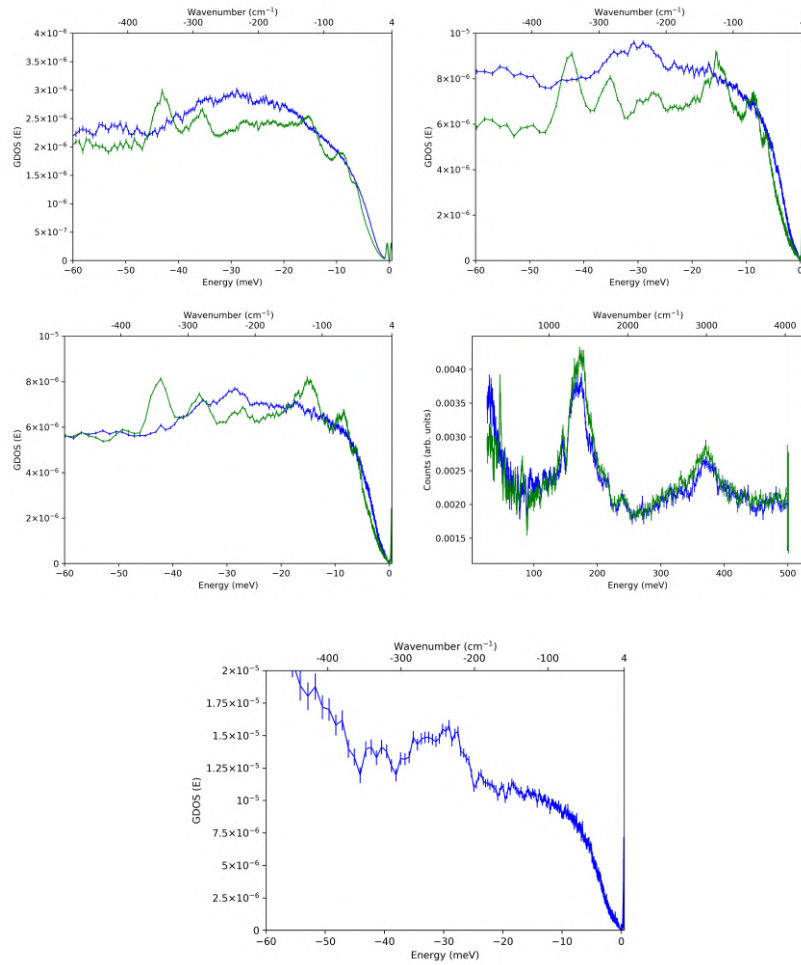 Wavenumber (cm⁻¹)
-400 -300 -200 -100 4
4×10⁻⁶
3.5×10⁻⁶
3×10⁻⁶
2.5×10⁻⁶
2×10⁻⁶
1.5×10⁻⁶
10⁻⁶
5×10⁻⁷
0
GDOS (E)
−60 −50 −40 −30 −20 −10 0
Energy (meV)
Wavenumber (cm⁻¹)
-400 -300 -200 -100
10⁻⁵
8×10⁻⁶
6×10⁻⁶
4×10⁻⁶
2×10⁻⁶
0
GDOS (E)
−60 −50 −40 −30 −20 −10 0
Energy (meV)
Wavenumber (cm⁻¹)
-400 -300 -200 -100 4
10⁻⁵
8×10⁻⁶
6×10⁻⁶
4×10⁻⁶
2×10⁻⁶
0
GDOS (E)
−60 −50 −40 −30 −20 −10 0
Energy (meV)
Wavenumber (cm⁻¹)
1000 2000 3000 4000
0.0040
0.0035
0.0030
0.0025
0.0020
0.0015
Counts (arb. units)
100 200 300 400 500
Energy (meV)
Wavenumber (cm⁻¹)
-400 -300 -200 -100 4
2×10⁻⁵
1.75×10⁻⁵
1.5×10⁻⁵
1.25×10⁻⁵
10⁻⁵
7.5×10⁻⁶
5×10⁻⁶
2.5×10⁻⁶
0
GDOS (E)
−60 −50 −40 −30 −20 −10 0
Energy (meV)